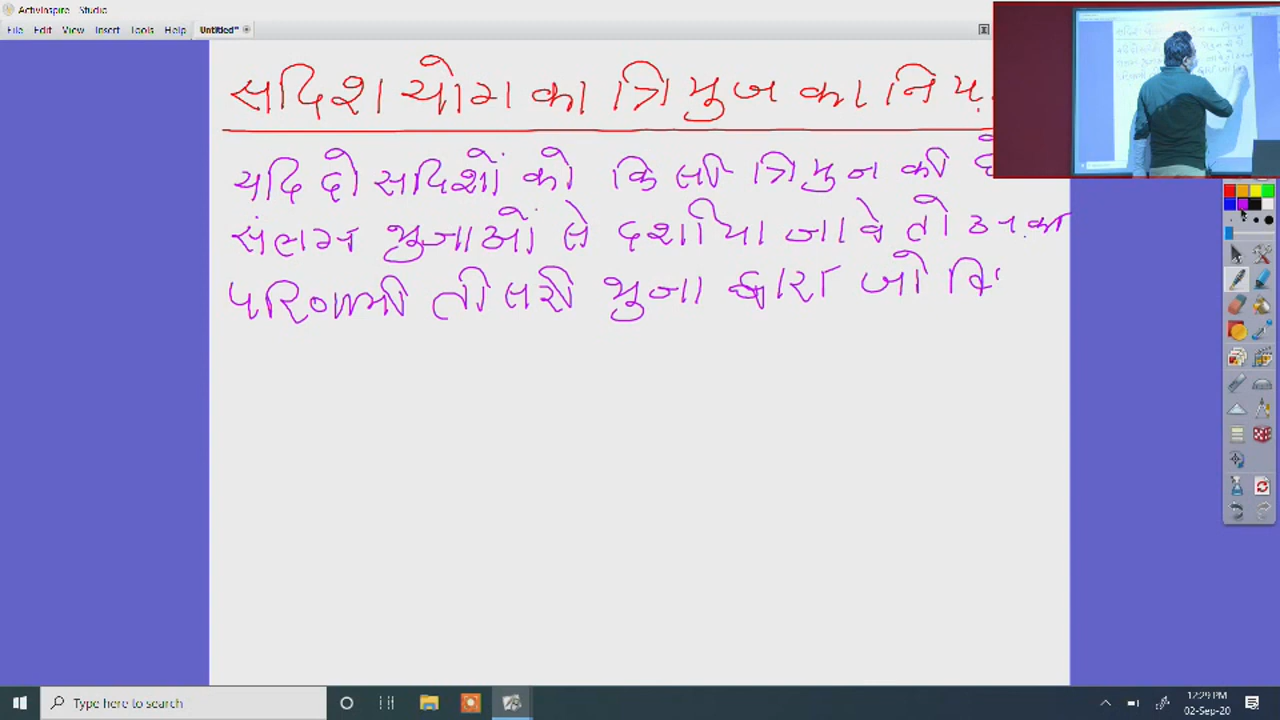 ActivInspire - Studio
File Edit View Insert Tools Help Untitled*
सदिश योग का त्रिभुज का नियम
यदि दो सदिशों को किसी त्रिभुज की
संलग्न भुजाओं से दर्शाया जावे तो उनका
परिणामी तीसरी भुजा द्वारा जो कि
Type here to search
12:29 PM
02-Sep-20